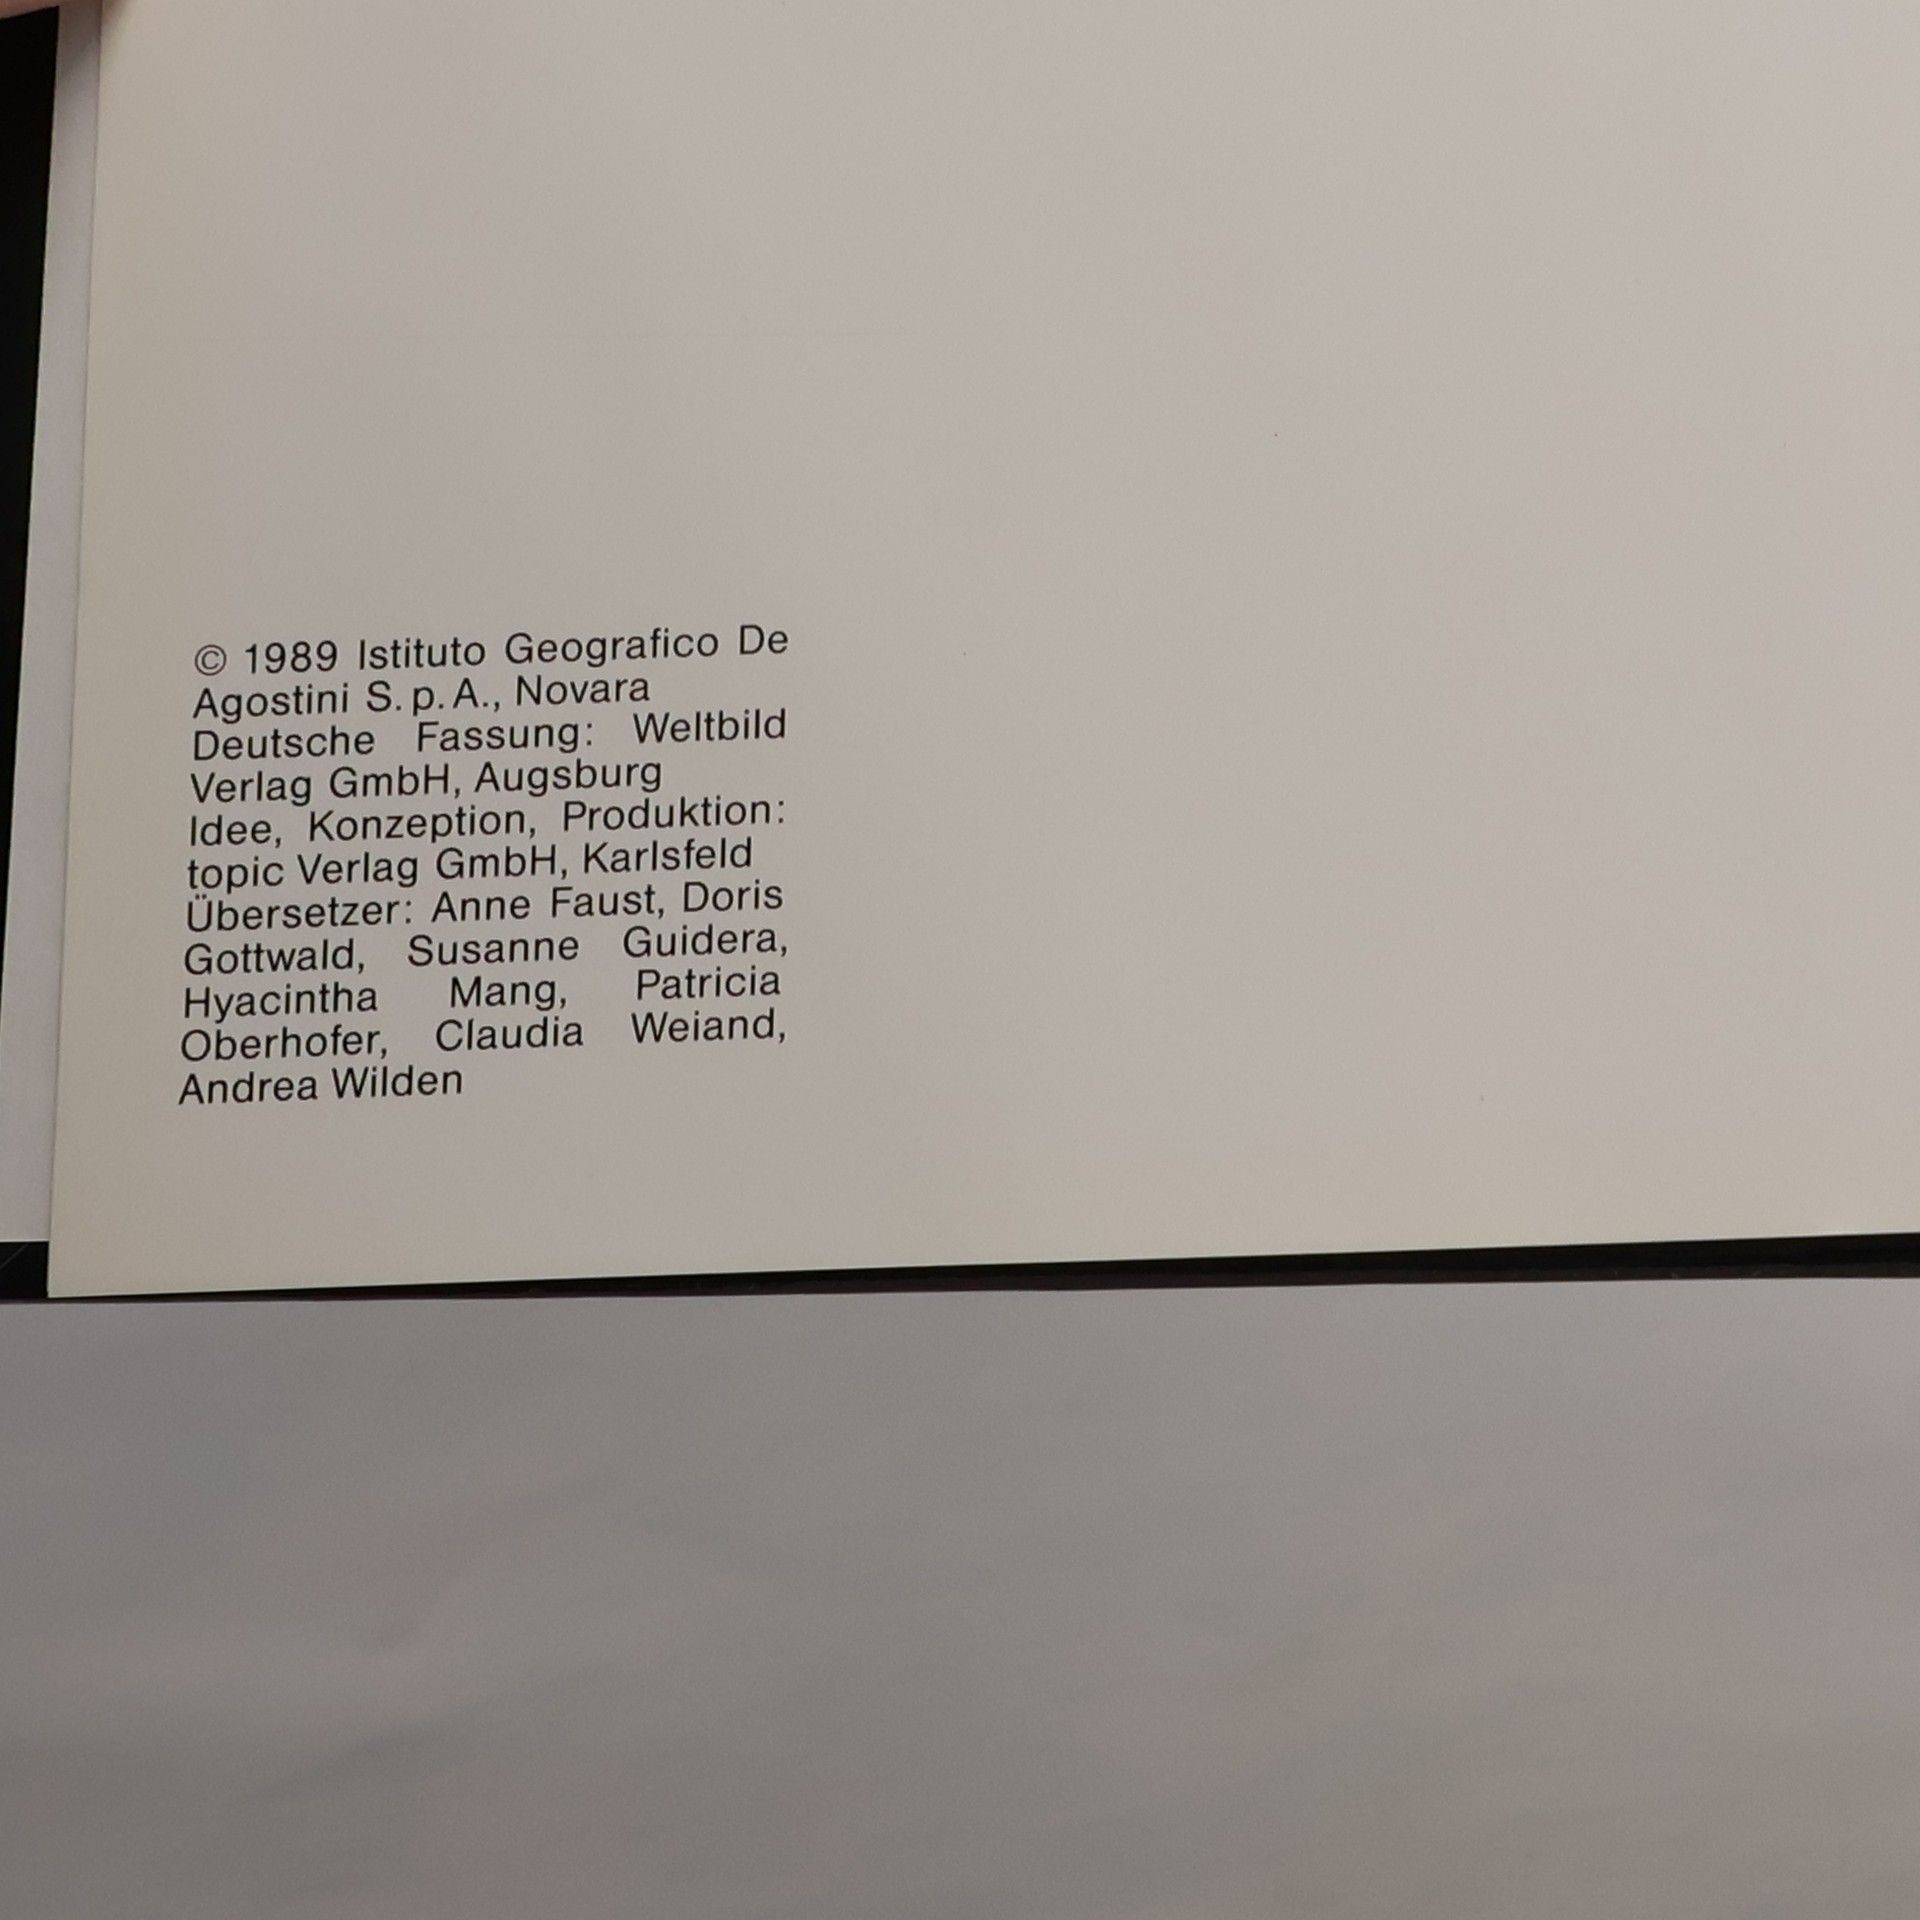 © 1989 Istituto Geografico De
Agostini S. p. A., Novara
Deutsche Fassung: Weltbild
Verlag GmbH, Augsburg
Idee, Konzeption, Produktion:
topic Verlag GmbH, Karlsfeld
Übersetzer: Anne Faust, Doris
Gottwald, Susanne Guidera,
Hyacintha Mang, Patricia
Oberhofer, Claudia Weiand,
Andrea Wilden